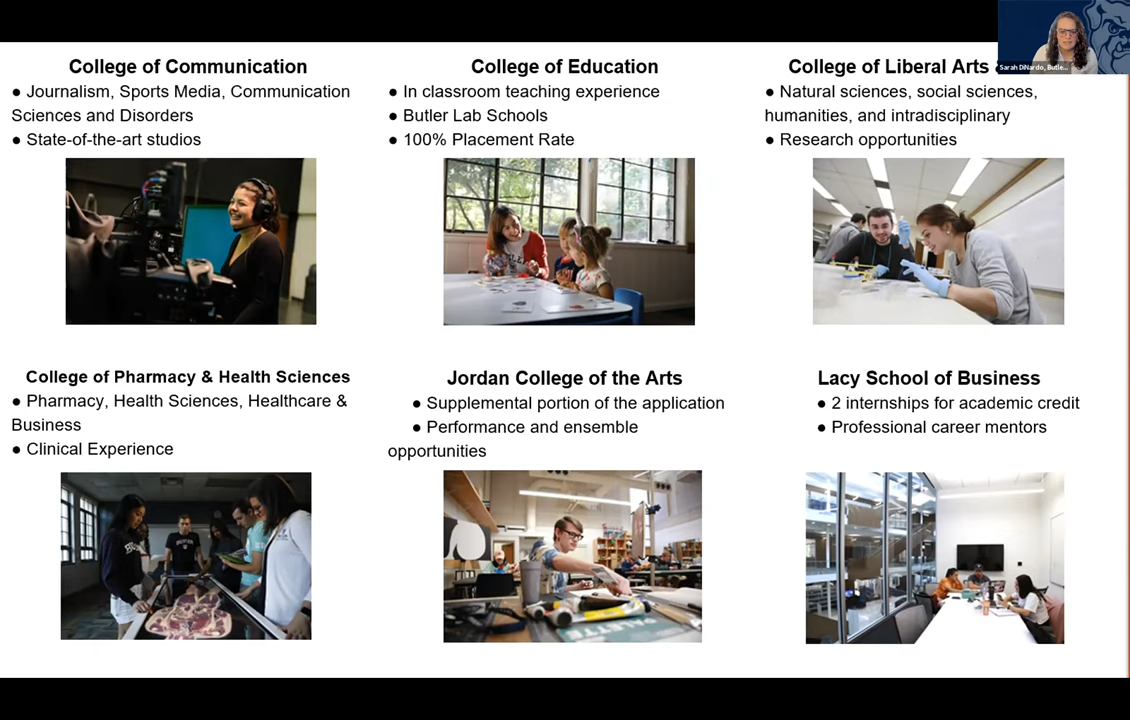 College of Communication
● Journalism, Sports Media, Communication
Sciences and Disorders
● State-of-the-art studios
College of Education
● In classroom teaching experience
● Butler Lab Schools
● 100% Placement Rate
College of Liberal Arts
● Natural sciences, social sciences,
humanities, and intradisciplinary
● Research opportunities
Sarah DiNardo, Butle...
College of Pharmacy & Health Sciences
● Pharmacy, Health Sciences, Healthcare &
Business
● Clinical Experience
Jordan College of the Arts
● Supplemental portion of the application
● Performance and ensemble
opportunities
PALETTE
Lacy School of Business
● 2 internships for academic credit
● Professional career mentors